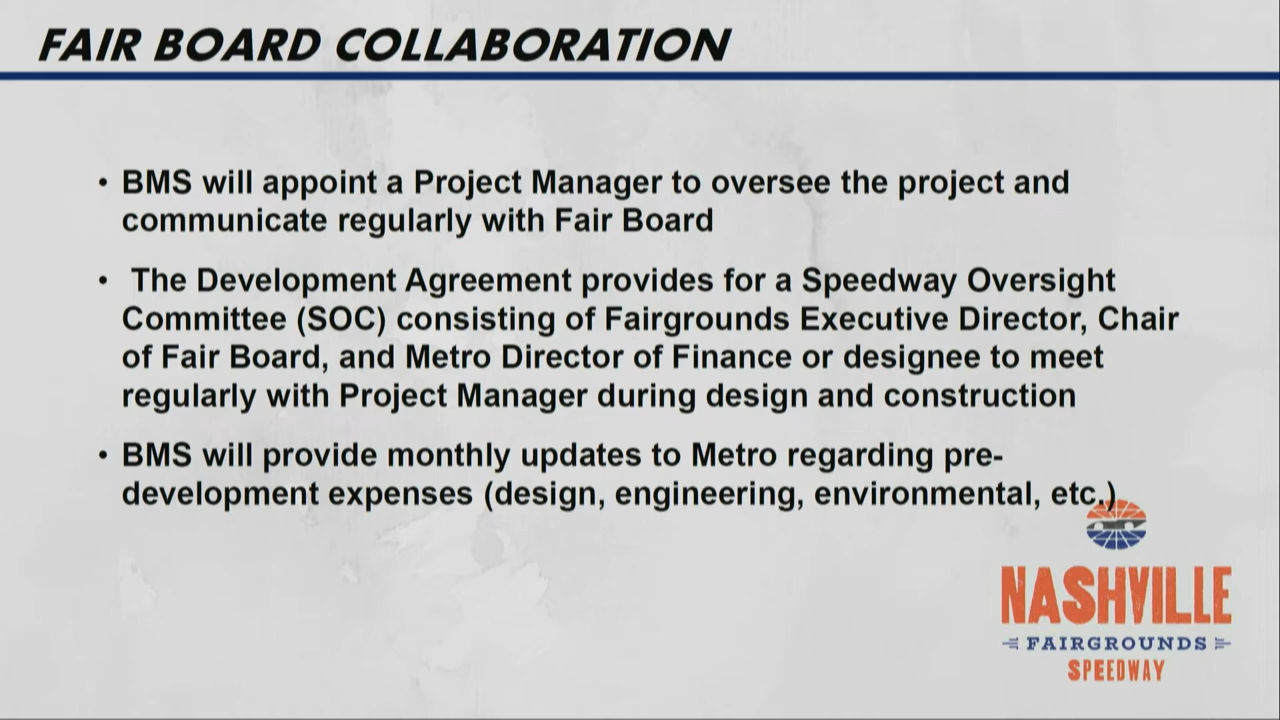 FAIR BOARD COLLABORATION
• BMS will appoint a Project Manager to oversee the project and
communicate regularly with Fair Board
• The Development Agreement provides for a Speedway Oversight
Committee (SOC) consisting of Fairgrounds Executive Director, Chair
of Fair Board, and Metro Director of Finance or designee to meet
regularly with Project Manager during design and construction
• BMS will provide monthly updates to Metro regarding pre-
development expenses (design, engineering, environmental, etc.)
NASHVILLE
FAIRGROUNDS
SPEEDWAY